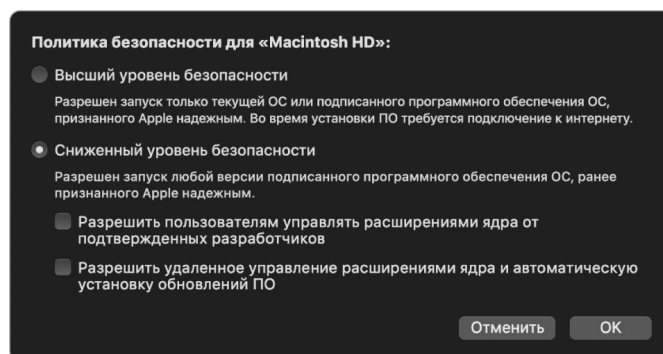 Политика безопасности для «Macintosh HD»:
Высший уровень безопасности
Разрешен запуск только текущей ОС или подписанного программного обеспечения ОС,
признанного Apple надежным. Во время установки ПО требуется подключение к интернету.
Сниженный уровень безопасности
Разрешен запуск любой версии подписанного программного обеспечения ОС, ранее
признанного Apple надежным.
Разрешить пользователям управлять расширениями ядра от
подтвержденных разработчиков
Разрешить удаленное управление расширениями ядра и автоматическую
установку обновлений ПО
Отменить OK